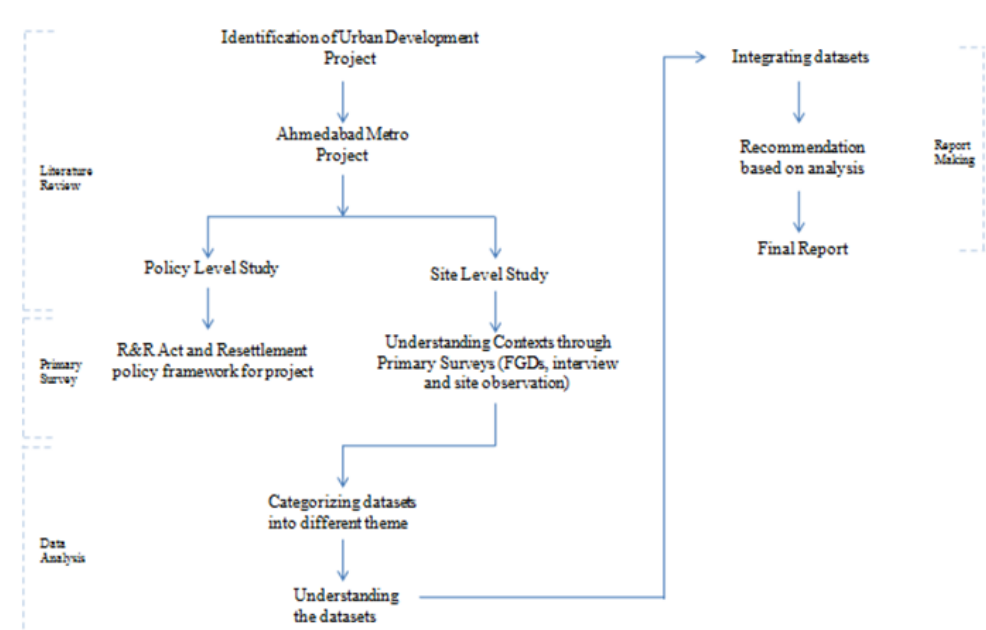 Identification of Urban Development
Project
Ahmedabad Metro
Project
Literature
Review
Policy Level Study
Site Level Study
Primary
Survey
R&R Act and Resettlement
policy framework for project
Understanding Contexts through
Primary Surveys (FGDs, interview
and site observation)
Data
Analysis
Categorizing datasets
into different theme
Understanding
the datasets
Integrating datasets
Recommendation
based on analysis
Final Report
Report
Making